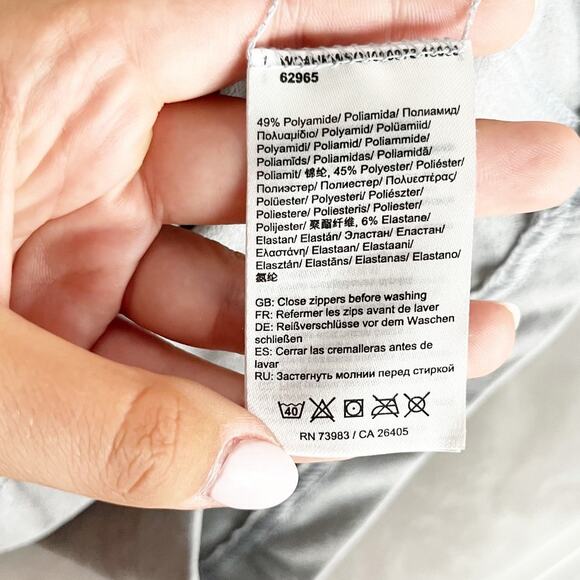 62965
49% Polyamide/ Poliamida/ Полиамид/
Πολυαμίδιο/ Polyamid/ Polüamiid/
Polyamidi/ Poliamid/ Poliammide/
Poliamīds/ Poliamidas/ Poliamidă/
Poliamit/ 锦纶, 45% Polyester/ Poliéster/
Полиэстер/ Полиестер/ Πολυεστέρας/
Polüester/ Polyesteri/ Poliészter/
Poliestere/ Poliesteris/ Poliester/
Polijester/ 聚酯纤维, 6% Elastane/
Elastan/ Elastán/ Эластан/ Еластан/
Ελαστάνη/ Elastaan/ Elastaani/
Elasztán/ Elastāns/ Elastanas/ Elastano/
氨纶
GB: Close zippers before washing
FR: Refermer les zips avant de laver
DE: Reißverschlüsse vor dem Waschen
schließen
ES: Cerrar las cremalleras antes de
lavar
RU: Застегнуть молнии перед стиркой
40
RN 73983 / CA 26405